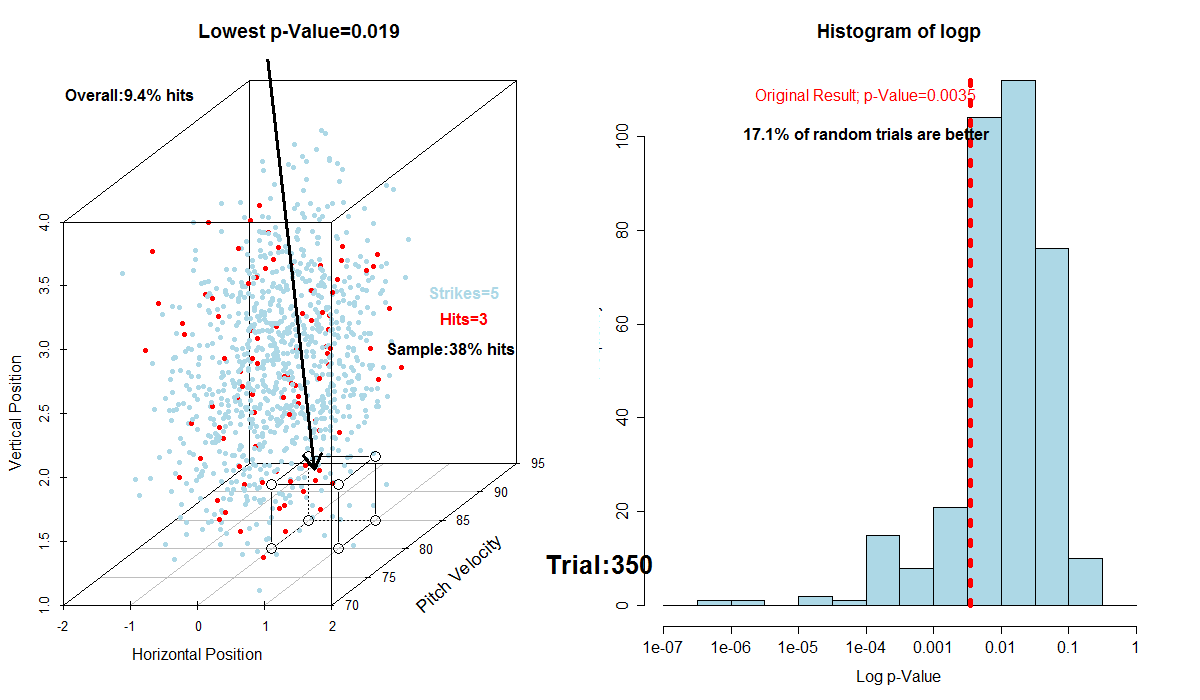 Lowest p-Value=0.019
Overall:9.4% hits
Strikes=5
Hits=3
Sample:38% hits
4.0
3.5
3.0
2.5
2.0
1.5
1.0
Vertical Position
-2 -1 0 1 2
Horizontal Position
70
75
80
85
90
95
Pitch Velocity
Trial:350
Histogram of logp
Original Result; p-Value=0.0035
17.1% of random trials are better
100
80
60
40
20
0
1e-07 1e-06 1e-05 1e-04 0.001 0.01 0.1 1
Log p-Value